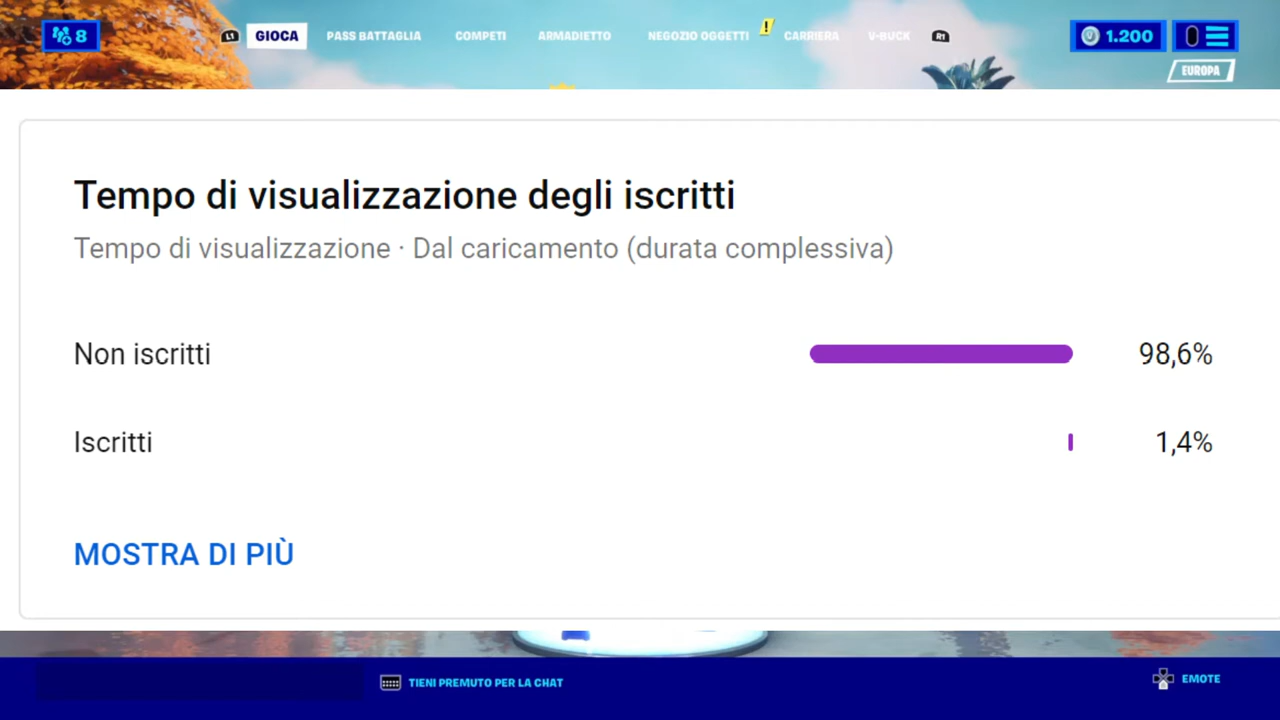 8
L1 GIOCA PASS BATTAGLIA COMPETI ARMADIETTO NEGOZIO OGGETTI ! CARRIERA V-BUCK R1
1.200
EUROPA
Tempo di visualizzazione degli iscritti
Tempo di visualizzazione · Dal caricamento (durata complessiva)
Non iscritti 98,6%
Iscritti 1,4%
MOSTRA DI PIÙ
TIENI PREMUTO PER LA CHAT
EMOTE